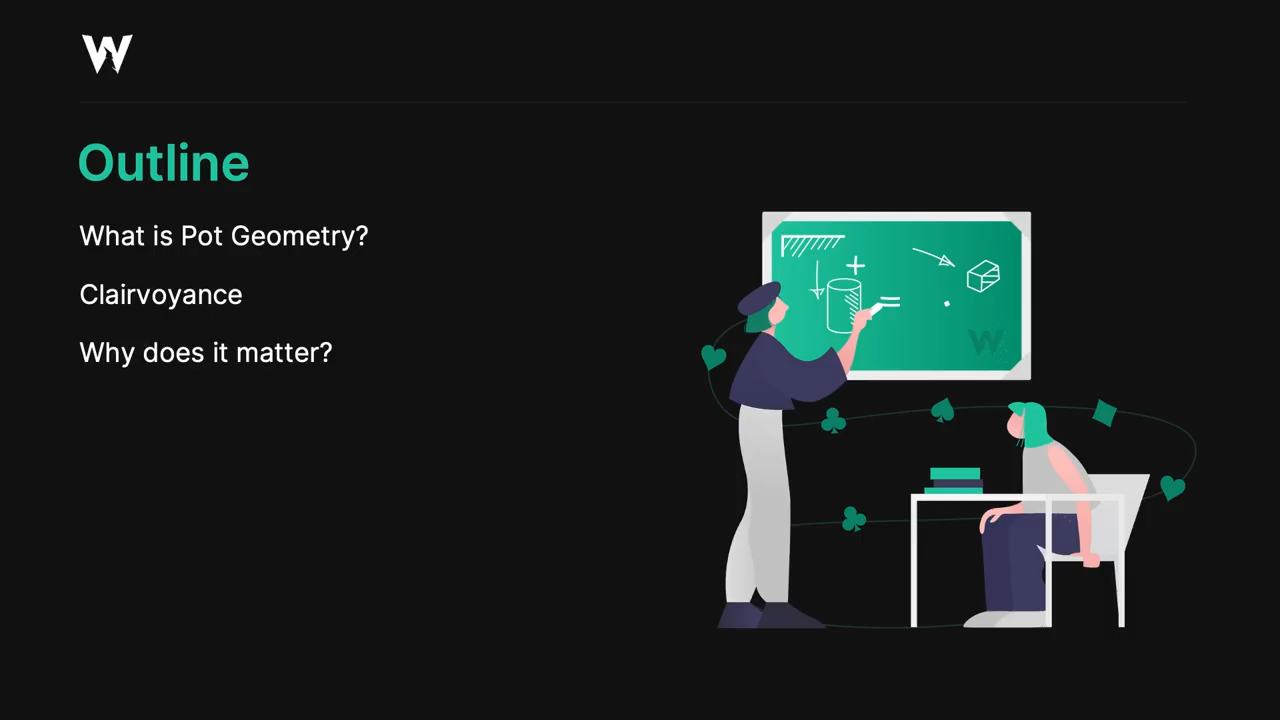 W
Outline
What is Pot Geometry?
Clairvoyance
Why does it matter?
W